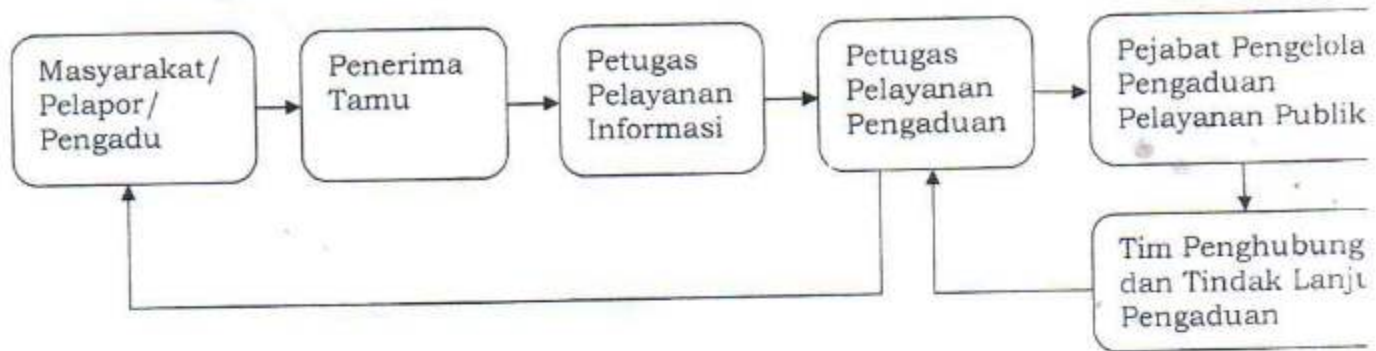 Masyarakat/
Pelapor/
Pengadu
Penerima
Tamu
Petugas
Pelayanan
Informasi
Petugas
Pelayanan
Pengaduan
Pejabat Pengelola
Pengaduan
Pelayanan Publik
Tim Penghubung
dan Tindak
Pengaduan